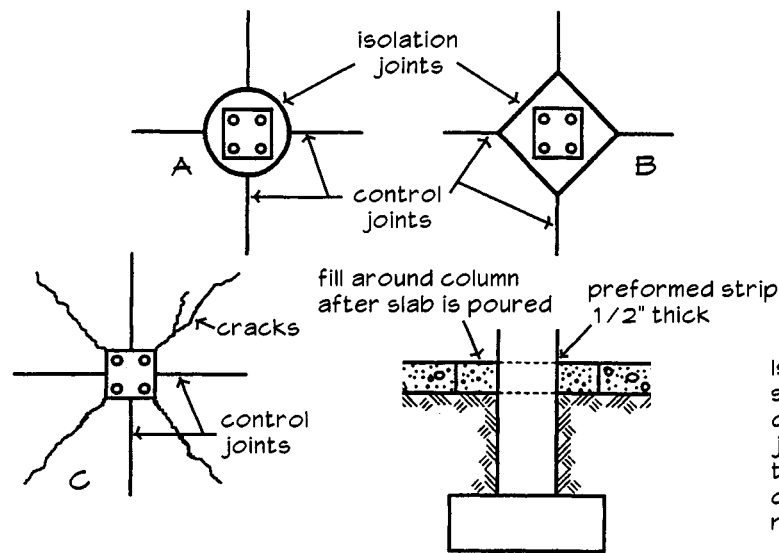 isolation
joints
A
B
control
joints
fill around column
after slab is poured
preformed strip
1/2" thick
cracks
control
joints
C